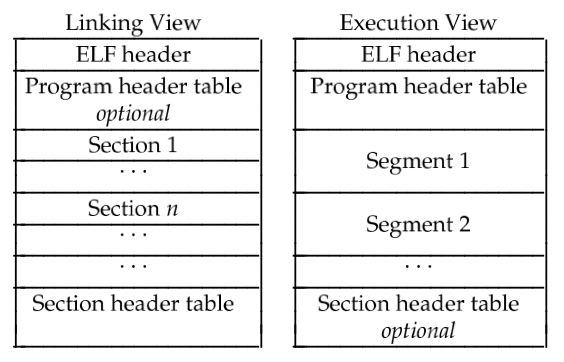 Linking View
ELF header
Program header table
optional
Section 1
. . .
Section n
. . .
. . .
Section header table
Execution View
ELF header
Program header table
Segment 1
Segment 2
. . .
Section header table
optional